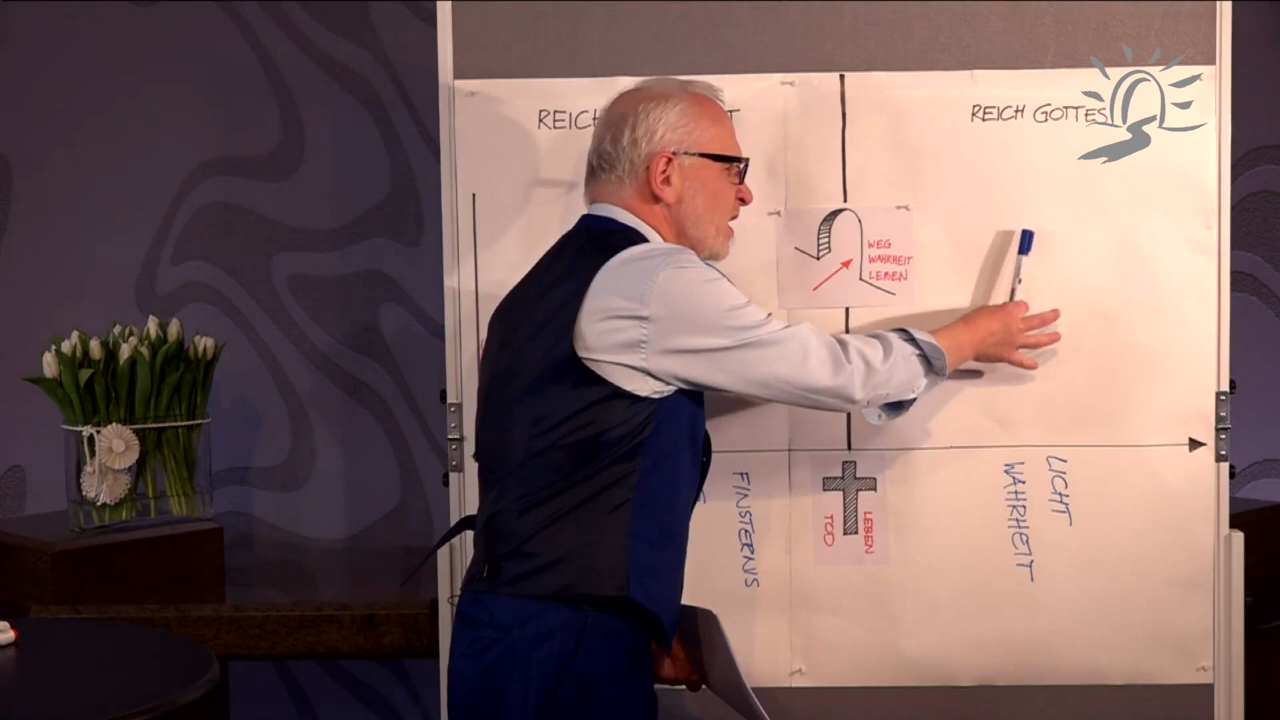 REICH
REICH GOTTES
WEG
WAHRHEIT
LEBEN
FINSTERNIS
TOD
LEBEN
WAHRHEIT
LICHT